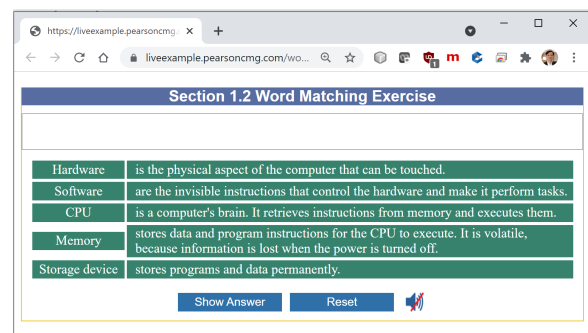 https://liveexample.pearsoncmg.
liveexample.pearsoncmg.com/wo...
1
m
Section 1.2 Word Matching Exercise
Hardware is the physical aspect of the computer that can be touched.
Software are the invisible instructions that control the hardware and make it perform tasks.
CPU is a computer's brain. It retrieves instructions from memory and executes them.
Memory stores data and program instructions for the CPU to execute. It is volatile,
because information is lost when the power is turned off.
Storage device stores programs and data permanently.
Show Answer Reset